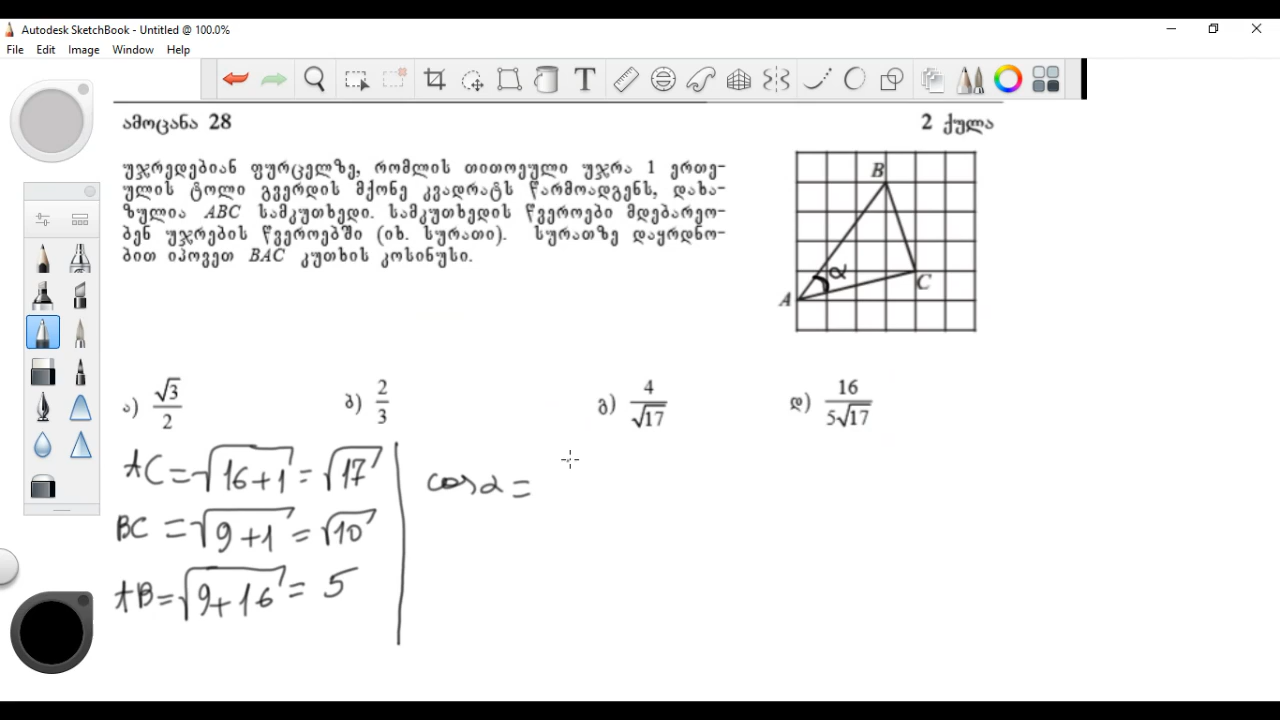 Autodesk SketchBook - Untitled @ 100.0%
File Edit Image Window Help
T
ამოცანა 28
2 ქულა
უჯრედებიან ფურცელზე, რომლის თითოეული უჯრა 1 ერთე-
ულის ტოლი გვერდის მქონე კვადრატს წარმოადგენს, დახა-
ზულია ABC სამკუთხედი. სამკუთხედის წვეროები მდებარეო-
ბენ უჯრების წვეროებში (იხ. სურათი). სურათზე დაყრდნო-
ბით იპოვეთ BAC კუთხის კოსინუსი.
B
α
C
A
ა) √3/2 ბ) 2/3 გ) 4/√17 დ) 16/5√17
AC = √16+1 = √17
cosα =
BC = √9+1 = √10
AB = √9+16 = 5